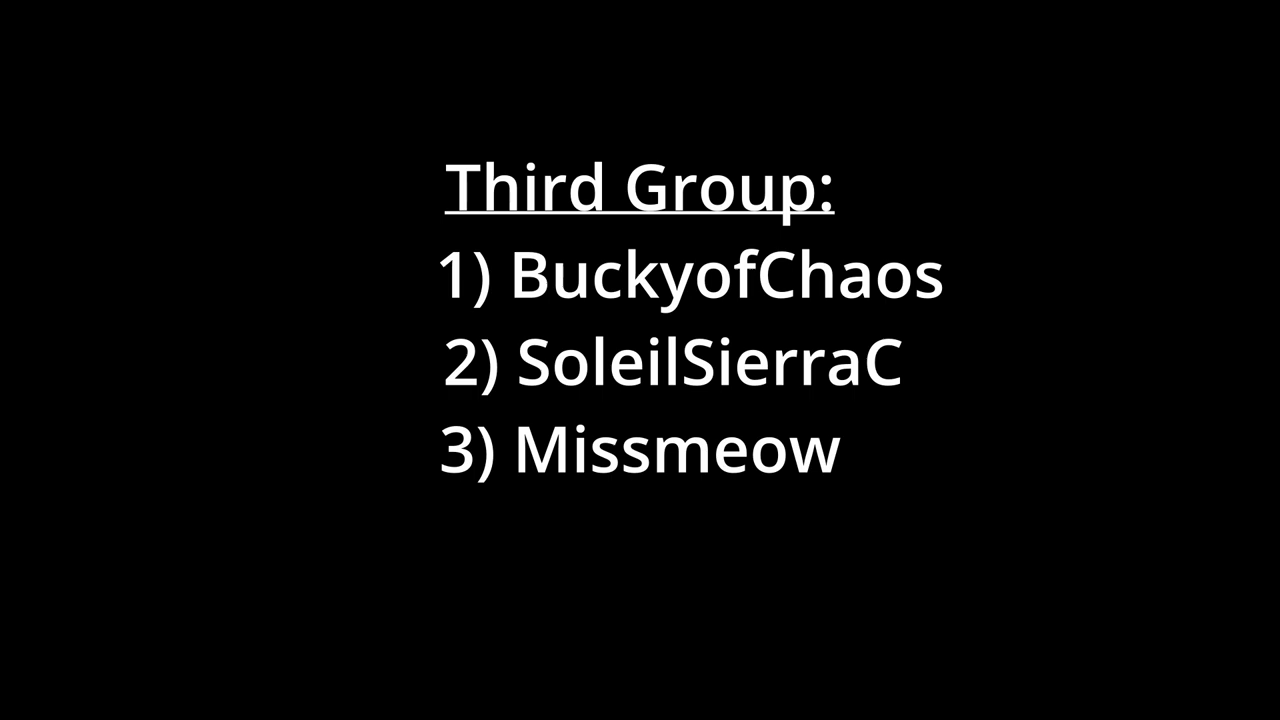 Third Group:
1) BuckyofChaos
2) SoleilSierraC
3) Missmeow